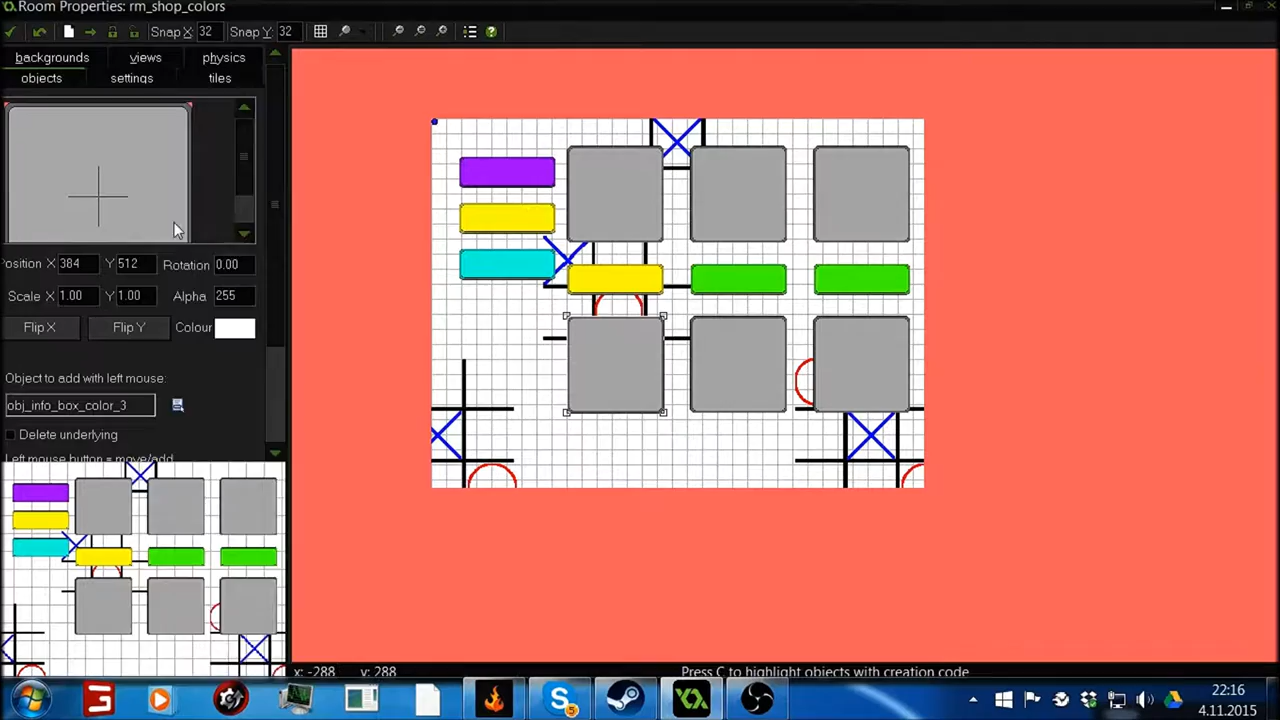 Room Properties: rm_shop_colors
Snap X: 32 Snap Y: 32
backgrounds views physics
objects settings tiles
Position X 384 Y 512 Rotation 0.00
Scale X 1.00 Y 1.00 Alpha 255
Flip X Flip Y Colour
Object to add with left mouse:
obj_info_box_color_3
Delete underlying
Left mouse button = move/add
x: -288 y: 288 Press C to highlight objects with creation code
5
22:16
4.11.2015